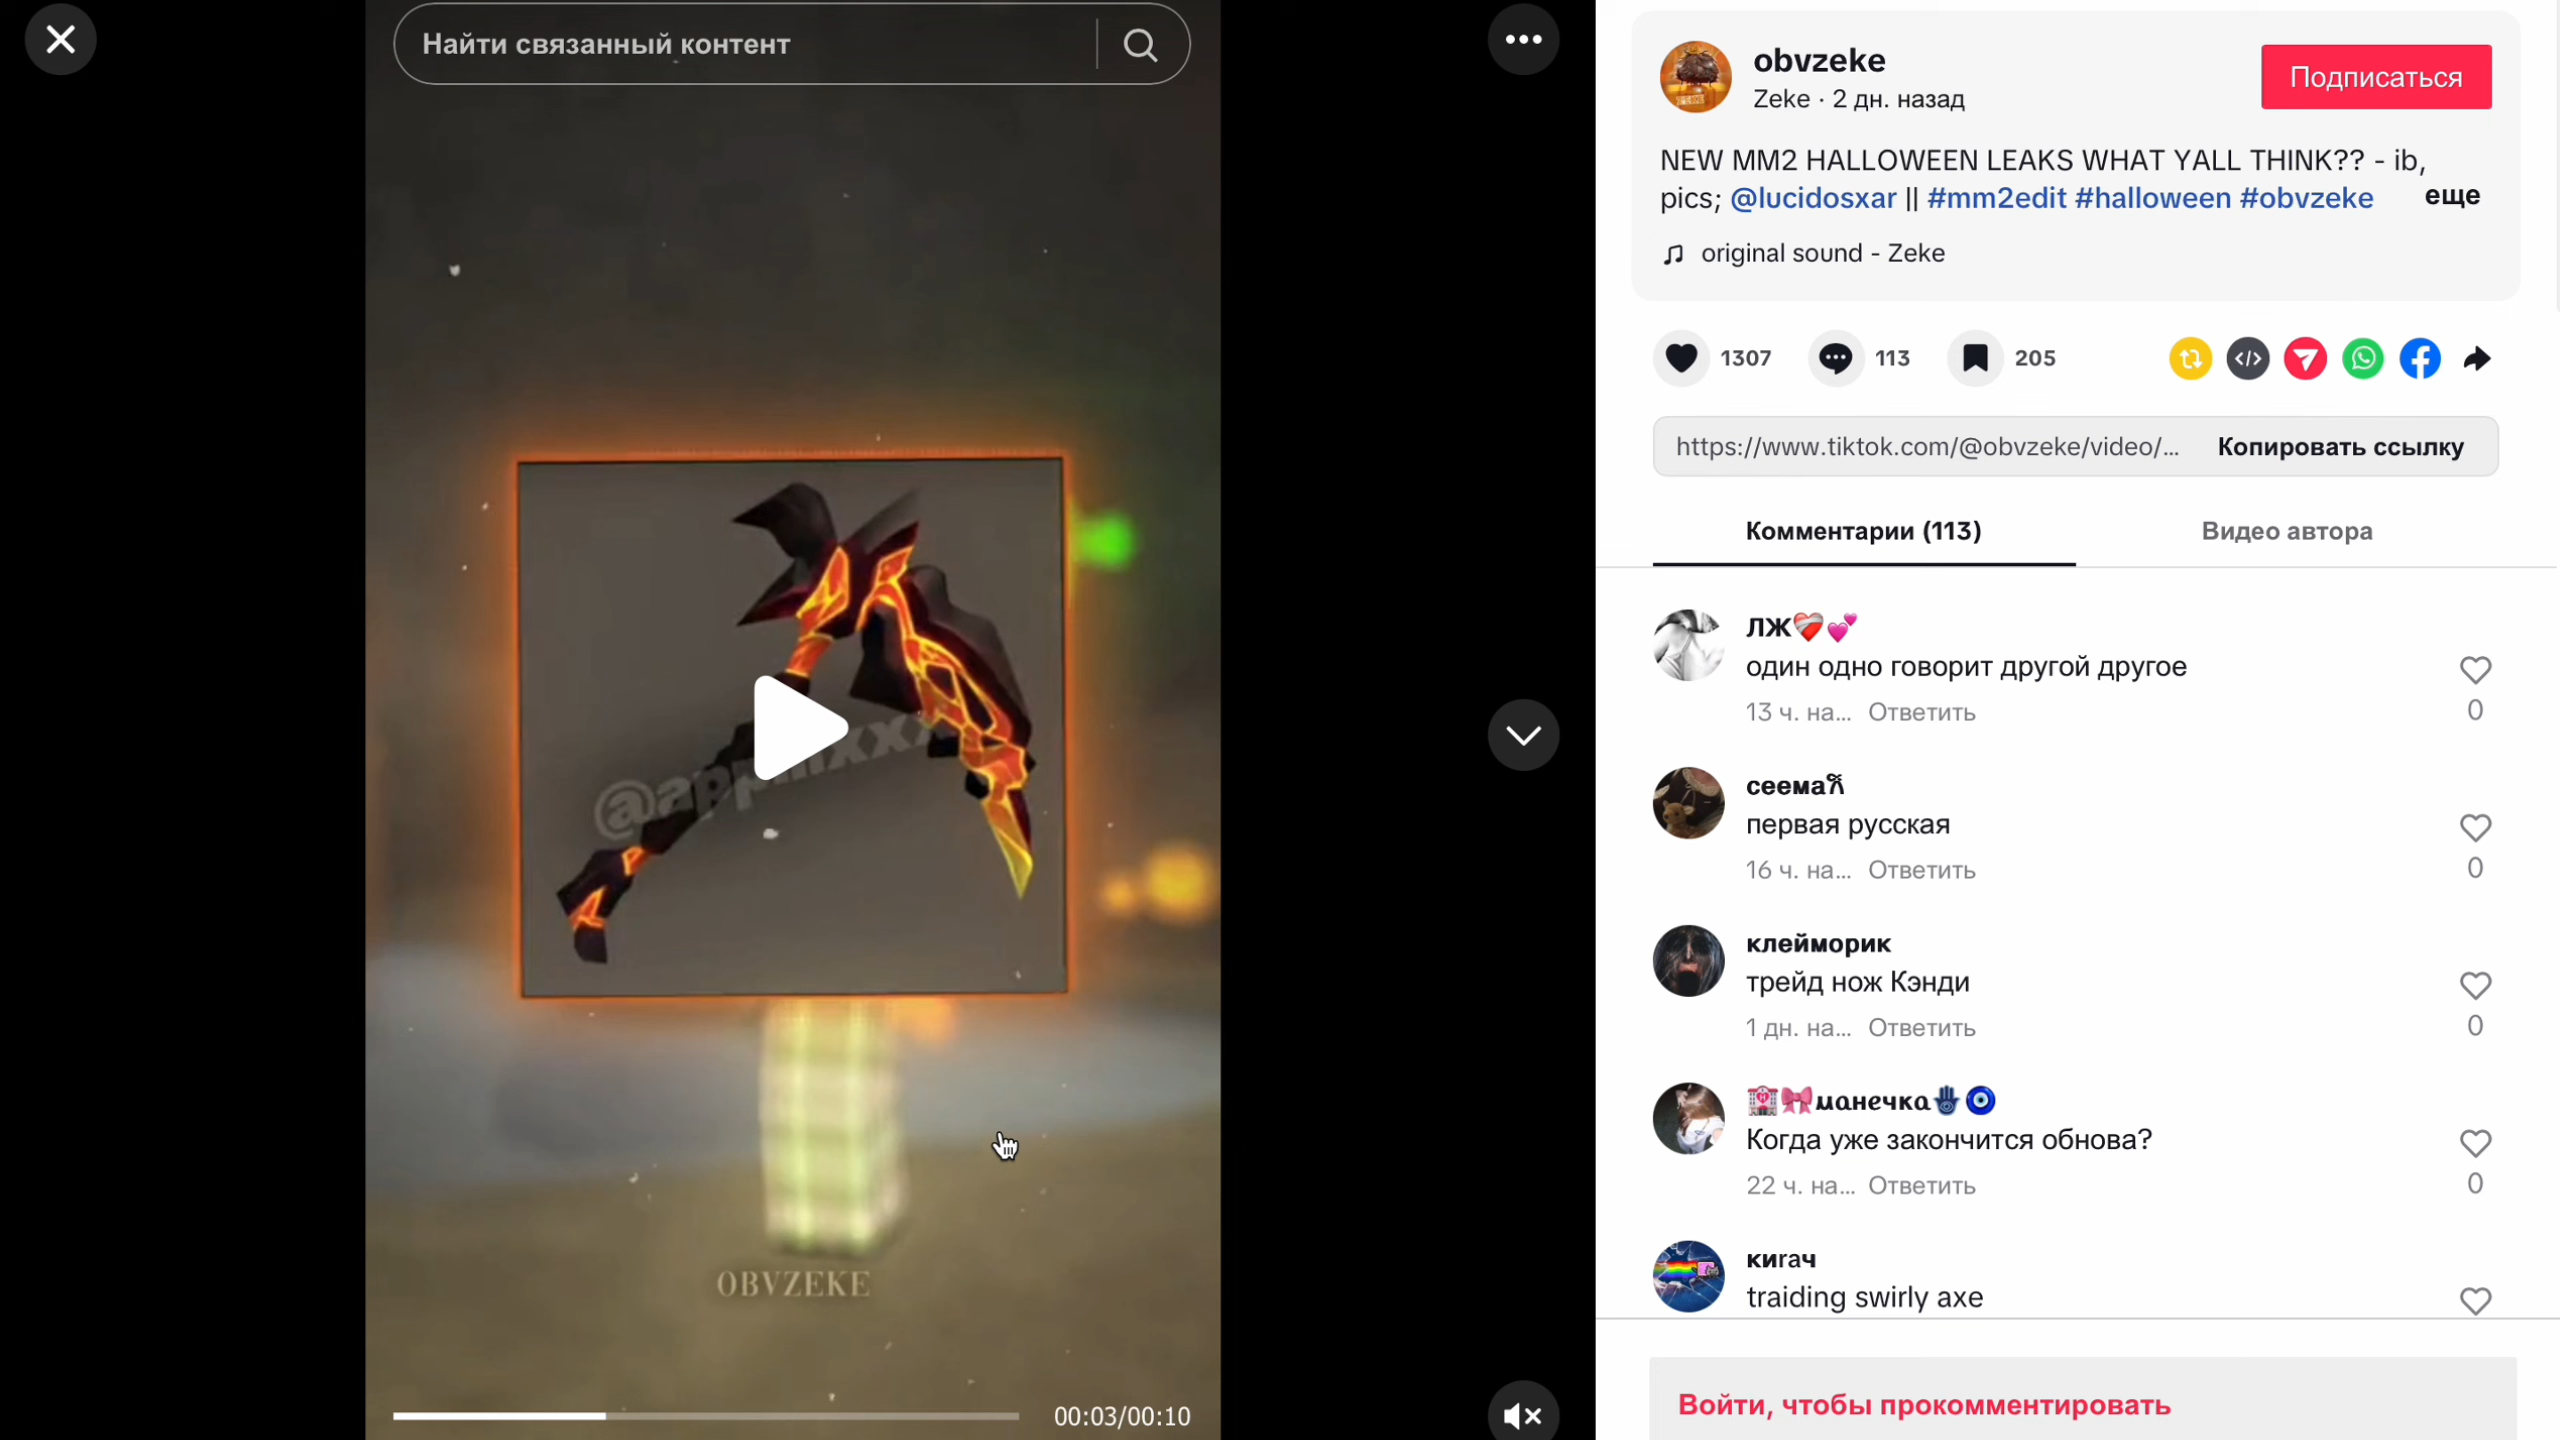 Найти связанный контент
OBVZEKE
00:03/00:10
obvzeke
Zeke · 2 дн. назад
Подписаться
NEW MM2 HALLOWEEN LEAKS WHAT YALL THINK?? - ib,
pics; @lucidosxar || #mm2edit #halloween #obvzeke
еще
original sound - Zeke
1307
113
205
https://www.tiktok.com/@obvzeke/video/...
Копировать ссылку
Комментарии (113)
Видео автора
ЛЖ❤️‍🩹💕
один одно говорит другой другое
13 ч. на... Ответить
0
первая русская
16 ч. на... Ответить
0
клейморик
трейд нож Кэнди
1 дн. на... Ответить
0
🏩🎀манечка🪬🧿
Когда уже закончится обнова?
22 ч. на... Ответить
0
кигач
traiding swirly axe
Войти, чтобы прокомментировать